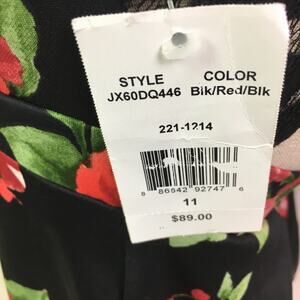 STYLE COLOR
JX60DQ446 Blk/Red/Blk
221-1214
8 86542 92747 6
11
$89.00